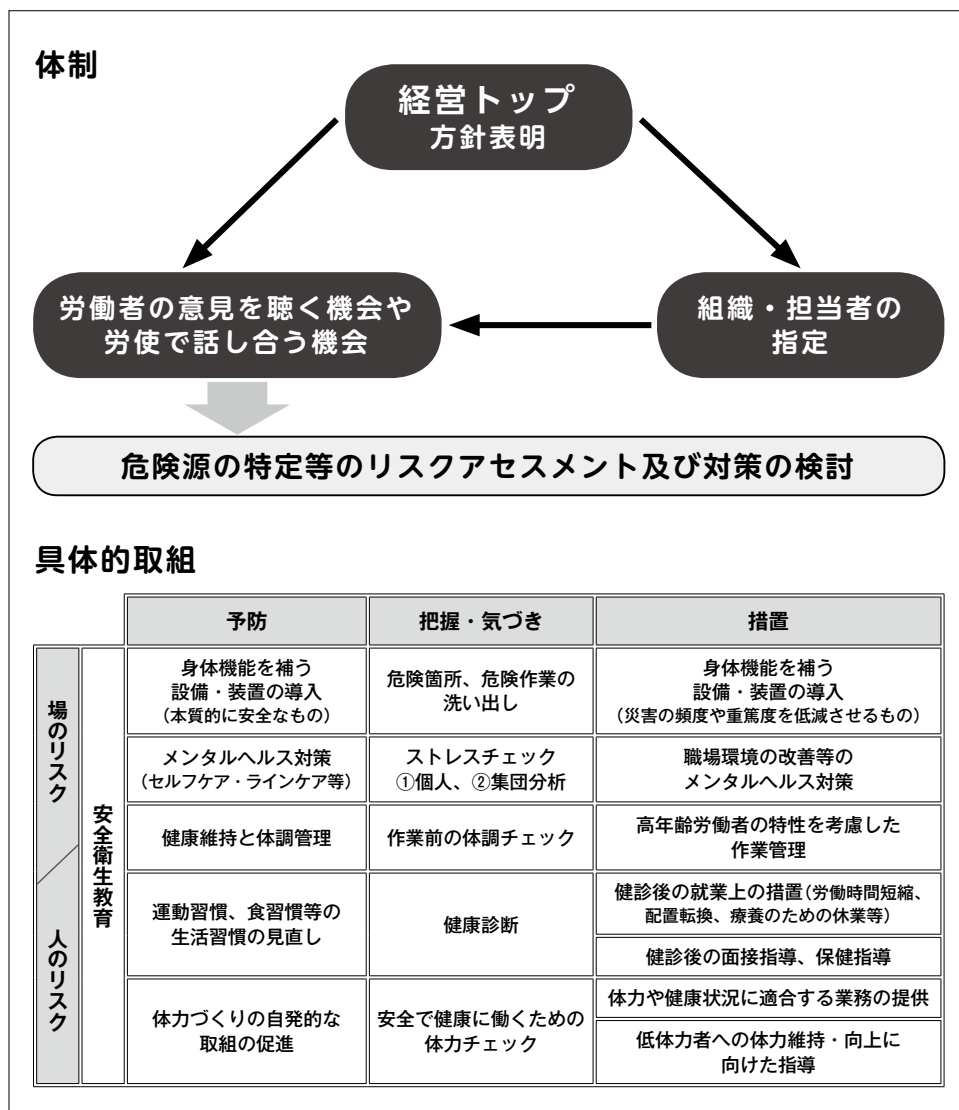 体制
経営トップ
方針表明
労働者の意見を聴く機会や
労使で話し合う機会
組織・担当者の
指定
危険源の特定等のリスクアセスメント及び対策の検討
具体的取組
予防
把握・気づき
措置
場のリスク
人のリスク
安全衛生教育
身体機能を補う
設備・装置の導入
(本質的に安全なもの)
危険箇所、危険作業の
洗い出し
身体機能を補う
設備・装置の導入
(災害の頻度や重篤度を低減させるもの)
メンタルヘルス対策
(セルフケア・ラインケア等)
ストレスチェック
①個人、②集団分析
職場環境の改善等の
メンタルヘルス対策
健康維持と体調管理
作業前の体調チェック
高年齢労働者の特性を考慮した
作業管理
運動習慣、食習慣等の
生活習慣の見直し
健康診断
健診後の就業上の措置(労働時間短縮、
配置転換、療養のための休業等)
健診後の面接指導、保健指導
体力づくりの自発的な
取組の促進
安全で健康に働くための
体力チェック
体力や健康状況に適合する業務の提供
低体力者への体力維持・向上に
向けた指導